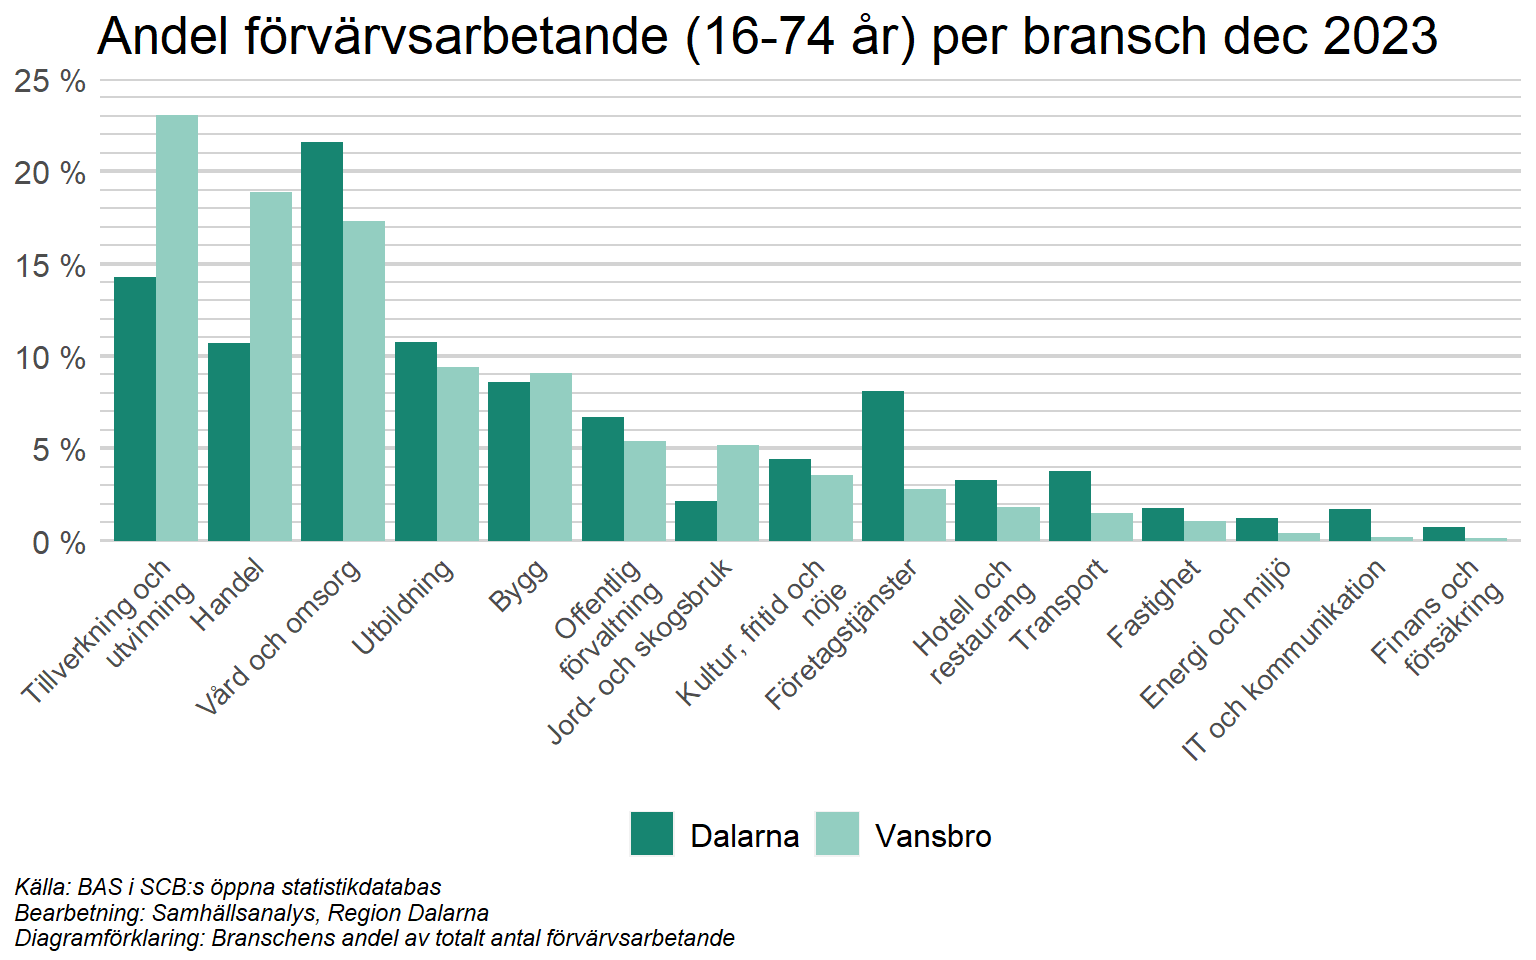 Andel förvärvsarbetande (16-74 år) per bransch dec 2023
25 %
20 %
15 %
10 %
5 %
0 %
Tillverkning och
utvinning
Handel
Vård och omsorg
Utbildning
Bygg
Offentlig
förvaltning
Jord- och skogsbruk
Kultur, fritid och
nöje
Företagstjänster
Hotell och
restaurang
Transport
Fastighet
Energi och miljö
IT och kommunikation
Finans och
försäkring
Dalarna
Vansbro
Källa: BAS i SCB:s öppna statistikdatabas
Bearbetning: Samhällsanalys, Region Dalarna
Diagramförklaring: Branschens andel av totalt antal förvärvsarbetande